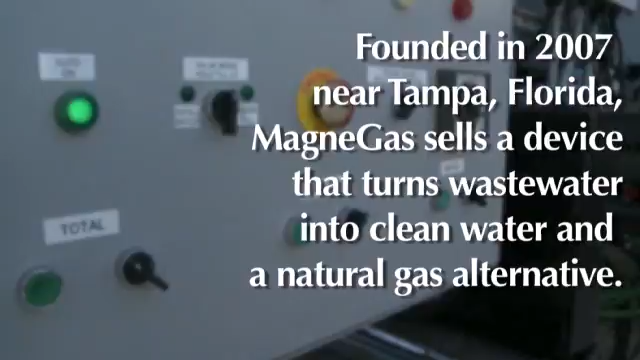 Founded in 2007
near Tampa, Florida,
MagneGas sells a device
that turns wastewater
into clean water and
a natural gas alternative.
TOTAL